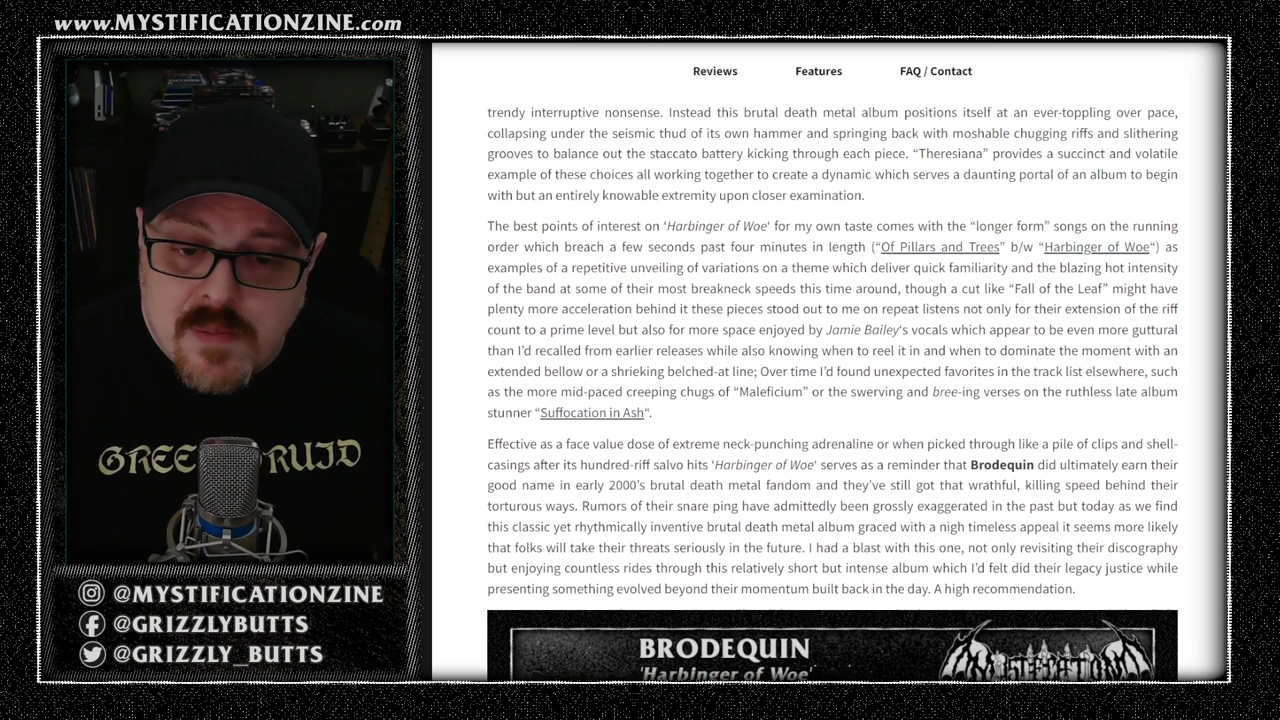 www.MYSTIFICATIONZINE.com
Reviews
Features
FAQ / Contact
trendy interruptive nonsense. Instead this brutal death metal album positions itself at an ever-toppling over pace,
collapsing under the seismic thud of its own hammer and springing back with moshable chugging riffs and slithering
grooves to balance out the staccato battery kicking through each piece. “Theresiana” provides a succinct and volatile
example of these choices all working together to create a dynamic which serves a daunting portal of an album to begin
with but an entirely knowable extremity upon closer examination.
The best points of interest on ‘Harbinger of Woe‘ for my own taste comes with the “longer form” songs on the running
order which breach a few seconds past four minutes in length (“Of Pillars and Trees” b/w “Harbinger of Woe“) as
examples of a repetitive unveiling of variations on a theme which deliver quick familiarity and the blazing hot intensity
of the band at some of their most breakneck speeds this time around, though a cut like “Fall of the Leaf” might have
plenty more acceleration behind it these pieces stood out to me on repeat listens not only for their extension of the riff
count to a prime level but also for more space enjoyed by Jamie Bailey‘s vocals which appear to be even more guttural
than I’d recalled from earlier releases while also knowing when to reel it in and when to dominate the moment with an
extended bellow or a shrieking belched-at line; Over time I’d found unexpected favorites in the track list elsewhere, such
as the more mid-paced creeping chugs of “Maleficium” or the swerving and bree-ing verses on the ruthless late album
stunner “Suffocation in Ash“.
Effective as a face value dose of extreme neck-punching adrenaline or when picked through like a pile of clips and shell-
casings after its hundred-riff salvo hits ‘Harbinger of Woe‘ serves as a reminder that Brodequin did ultimately earn their
good name in early 2000’s brutal death metal fandom and they’ve still got that wrathful, killing speed behind their
torturous ways. Rumors of their snare ping have admittedly been grossly exaggerated in the past but today as we find
this classic yet rhythmically inventive brutal death metal album graced with a nigh timeless appeal it seems more likely
that folks will take their threats seriously in the future. I had a blast with this one, not only revisiting their discography
but enjoying countless rides through this relatively short but intense album which I’d felt did their legacy justice while
presenting something evolved beyond their momentum built back in the day. A high recommendation.
BRODEQUIN
'Harbinger of Woe'
GREE RUID
@MYSTIFICATIONZINE
@GRIZZLYBUTTS
@GRIZZLY_BUTTS